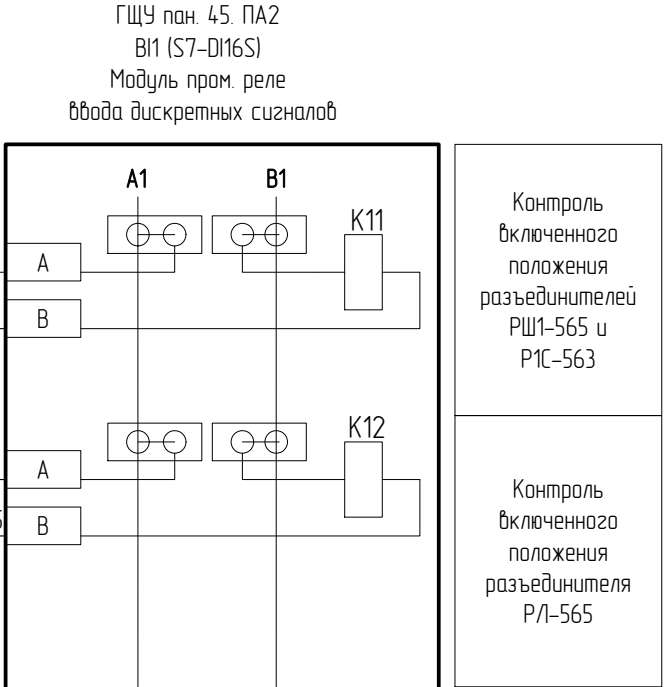 ГЩУ пан. 45. ПА2
BI1 (S7-DI16S)
Модуль пром. реле
ввода дискретных сигналов
A1
B1
K11
A
B
Контроль
включенного
положения
разъединителей
РШ1-565 и
Р1С-563
K12
A
B
Контроль
включенного
положения
разъединителя
РЛ-565